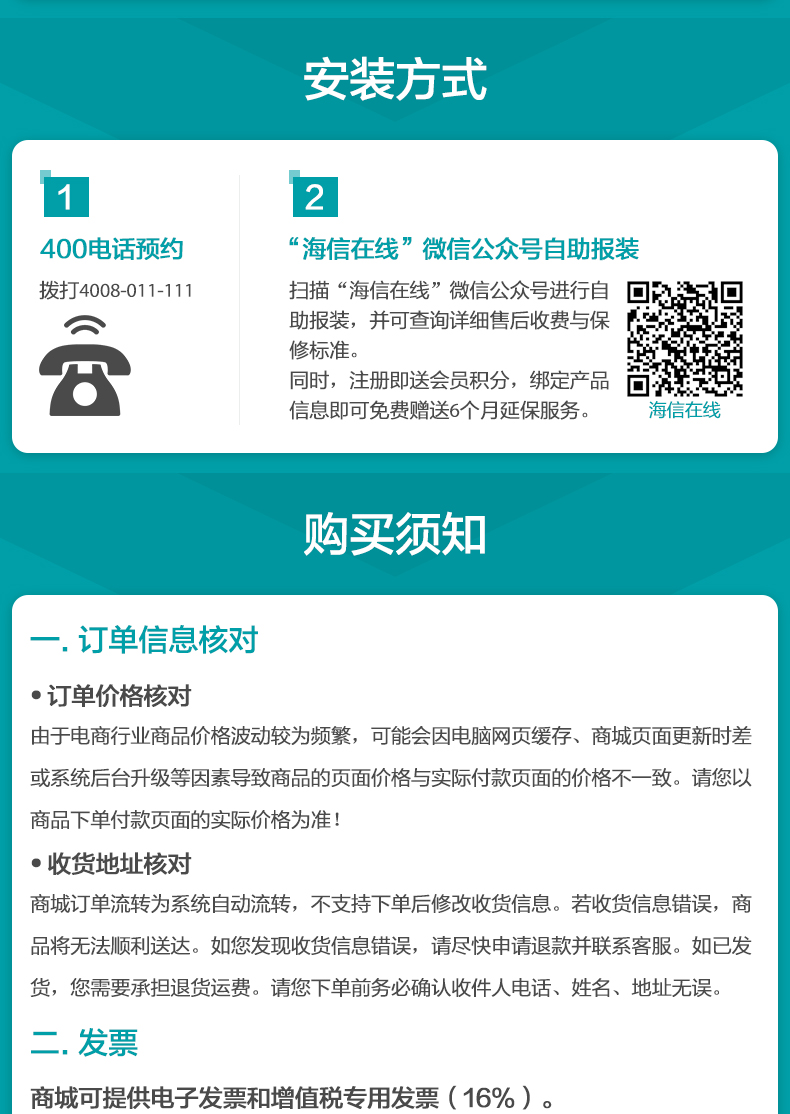 安装方式
1
400电话预约
拨打4008-011-111
2
“海信在线”微信公众号自助报装
扫描“海信在线”微信公众号进行自
助报装，并可查询详细售后收费与保
修标准。
同时，注册即送会员积分，绑定产品
信息即可免费赠送6个月延保服务。
海信在线
购买须知
一. 订单信息核对
• 订单价格核对
由于电商行业商品价格波动较为频繁，可能会因电脑网页缓存、商城页面更新时差
或系统后台升级等因素导致商品的页面价格与实际付款页面的价格不一致。请您以
商品下单付款页面的实际价格为准！
• 收货地址核对
商城订单流转为系统自动流转，不支持下单后修改收货信息。若收货信息错误，商
品将无法顺利送达。如您发现收货信息错误，请尽快申请退款并联系客服。如已发
货，您需要承担退货运费。请您下单前务必确认收件人电话、姓名、地址无误。
二. 发票
商城可提供电子发票和增值税专用发票（16%）。